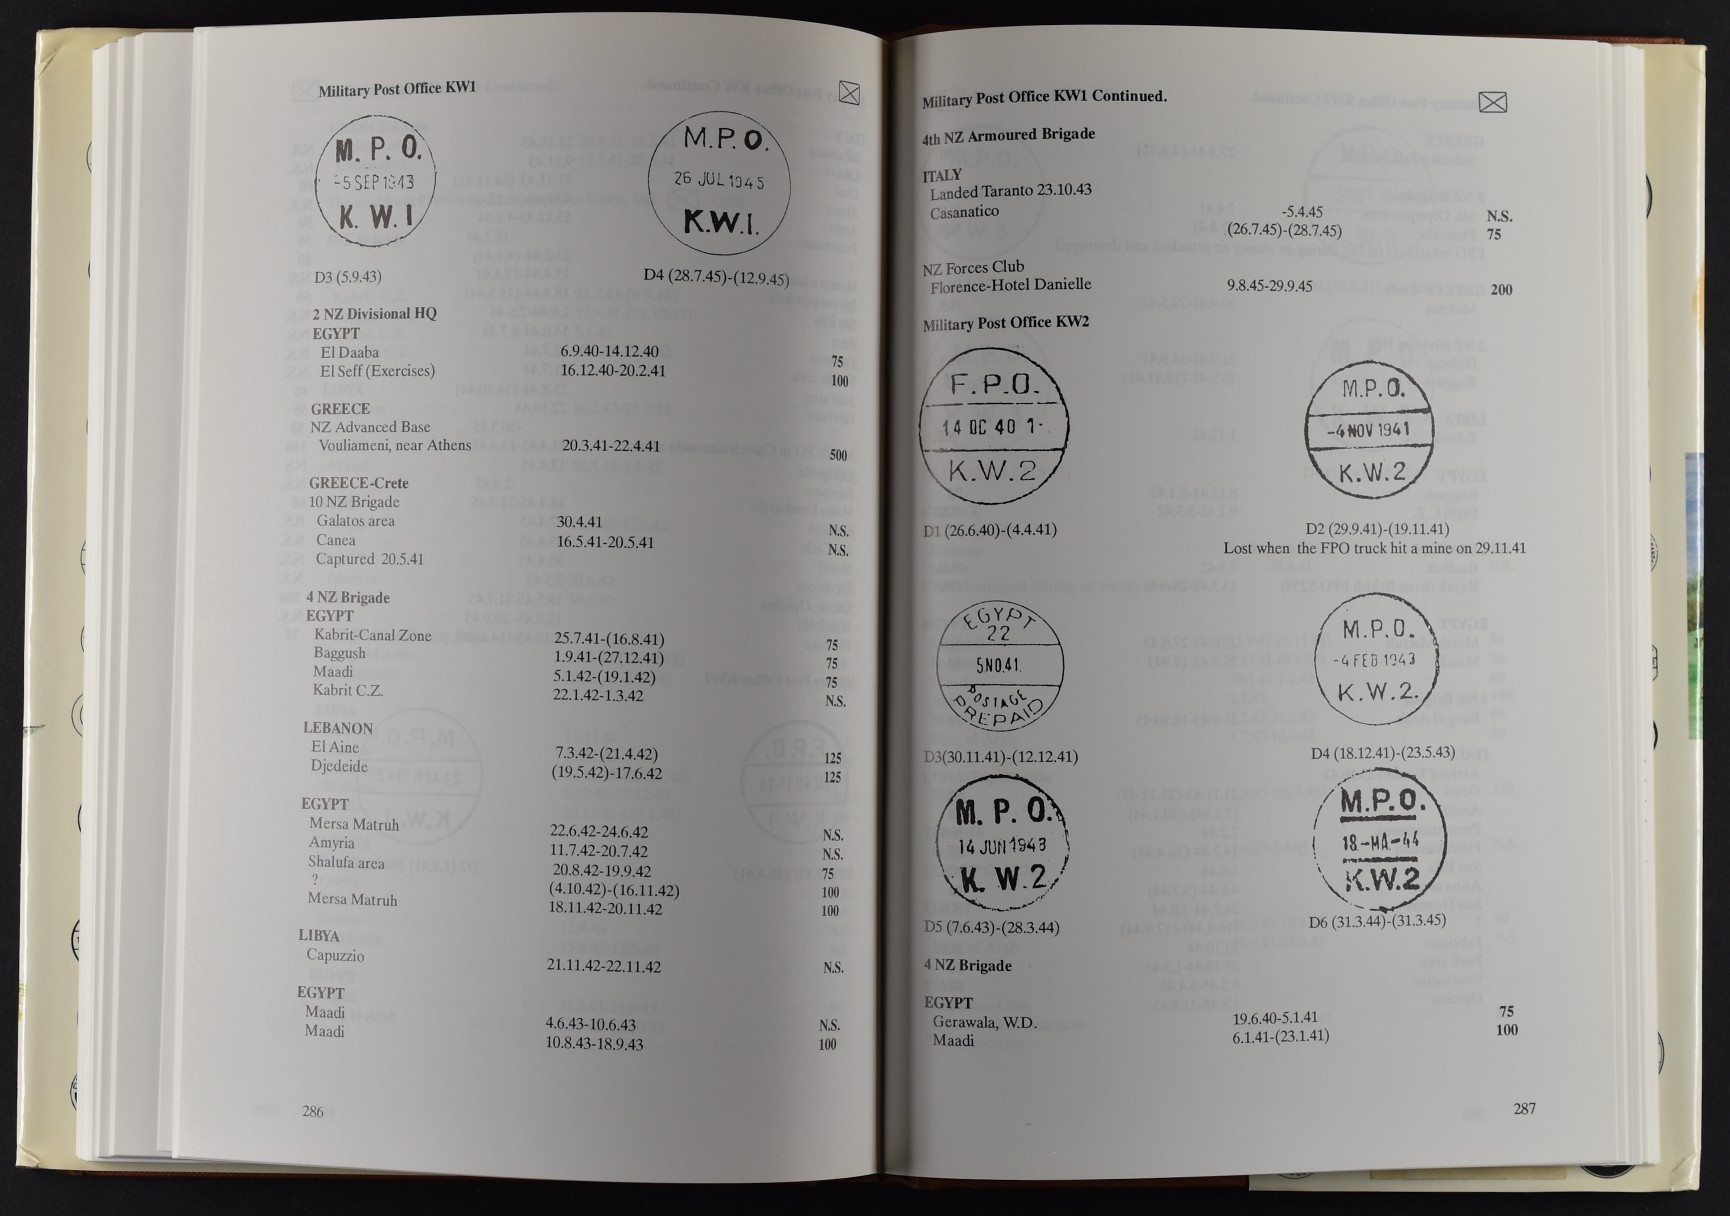 Military Post Office KW1
M. P. O.
-5 SEP 1943
K. W. 1
M.P.O.
26 JUL 1945
K.W.1.
D3 (5.9.43)
D4 (28.7.45)-(12.9.45)
2 NZ Divisional HQ
EGYPT
El Daaba 6.9.40-14.12.40 75
El Seff (Exercises) 16.12.40-20.2.41 100
GREECE
NZ Advanced Base
Vouliameni, near Athens 20.3.41-22.4.41 500
GREECE-Crete
10 NZ Brigade
Galatos area 30.4.41 N.S.
Canea 16.5.41-20.5.41 N.S.
Captured 20.5.41
4 NZ Brigade
EGYPT
Kabrit-Canal Zone 25.7.41-(16.8.41) 75
Baggush 1.9.41-(27.12.41) 75
Maadi 5.1.42-(19.1.42) 75
Kabrit C.Z. 22.1.42-1.3.42 N.S.
LEBANON
El Aine 7.3.42-(21.4.42) 125
Djedeide (19.5.42)-17.6.42 125
EGYPT
Mersa Matruh 22.6.42-24.6.42 N.S.
Amyria 11.7.42-20.7.42 N.S.
Shalufa area 20.8.42-19.9.42 75
? (4.10.42)-(16.11.42) 100
Mersa Matruh 18.11.42-20.11.42 100
LIBYA
Capuzzio 21.11.42-22.11.42 N.S.
EGYPT
Maadi 4.6.43-10.6.43 N.S.
Maadi 10.8.43-18.9.43 100
286
Military Post Office KW1 Continued.
4th NZ Armoured Brigade
ITALY
Landed Taranto 23.10.43
Casanatico -5.4.45 N.S.
(26.7.45)-(28.7.45) 75
NZ Forces Club
Florence-Hotel Danielle 9.8.45-29.9.45 200
Military Post Office KW2
F.P.O.
14 OC 40 1-
K.W.2
M.P.O.
-4 NOV 1941
K.W.2
D1 (26.6.40)-(4.4.41)
D2 (29.9.41)-(19.11.41)
Lost when the FPO truck hit a mine on 29.11.41
EGYPT
22
5.NO.41.
POSTAGE
PREPAID
M.P.O.
-4 FEB 1943
K.W.2.
D3(30.11.41)-(12.12.41)
D4 (18.12.41)-(23.5.43)
M. P. O.
14 JUN 1943
K. W. 2
M.P.O.
18-MA-44
K.W.2
D5 (7.6.43)-(28.3.44)
D6 (31.3.44)-(31.3.45)
4 NZ Brigade
EGYPT
Gerawala, W.D. 19.6.40-5.1.41 75
Maadi 6.1.41-(23.1.41) 100
287